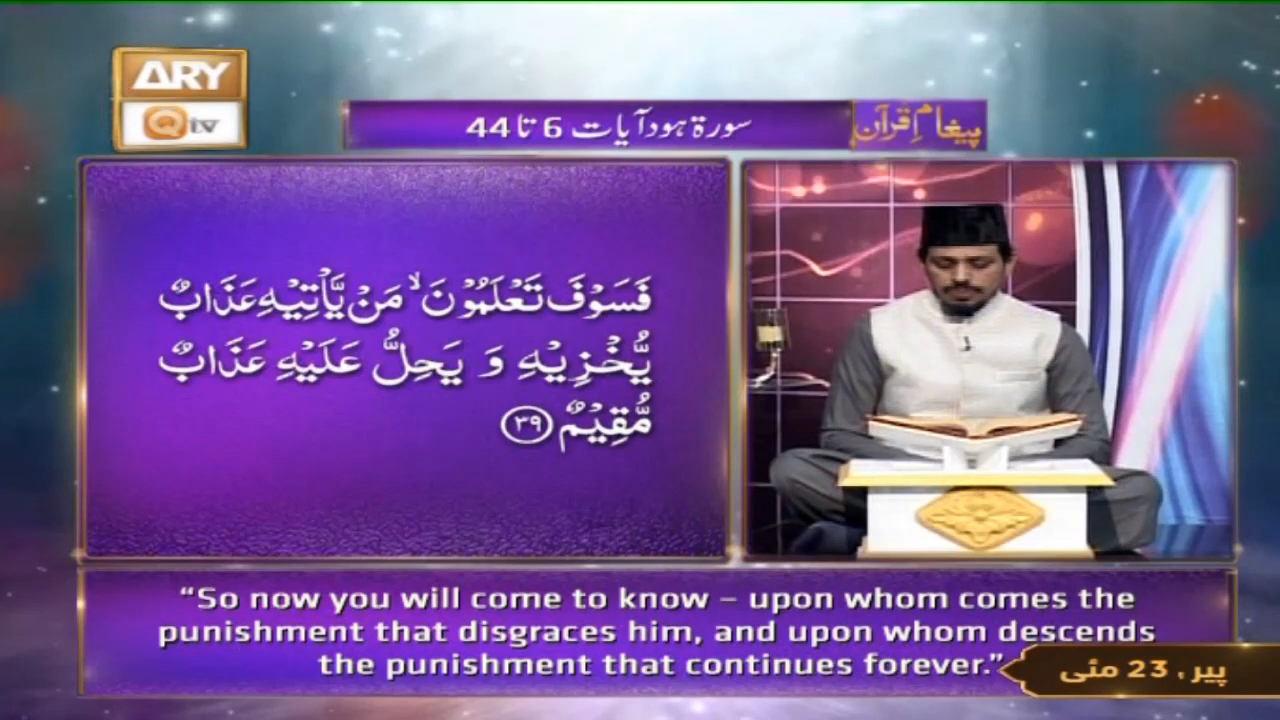 ARY
Qtv
پیغامِ قرآن
سورۃ ہود آیات 6 تا 44
فَسَوْفَ تَعْلَمُوْنَ ۙ مَنْ يَّاْتِيْهِ عَذَابٌ
يُّخْزِيْهِ وَ يَحِلُّ عَلَيْهِ عَذَابٌ
مُّقِيْمٌ ﴿۳۹﴾
“So now you will come to know – upon whom comes the
punishment that disgraces him, and upon whom descends
the punishment that continues forever.”
پیر، 23 مئی